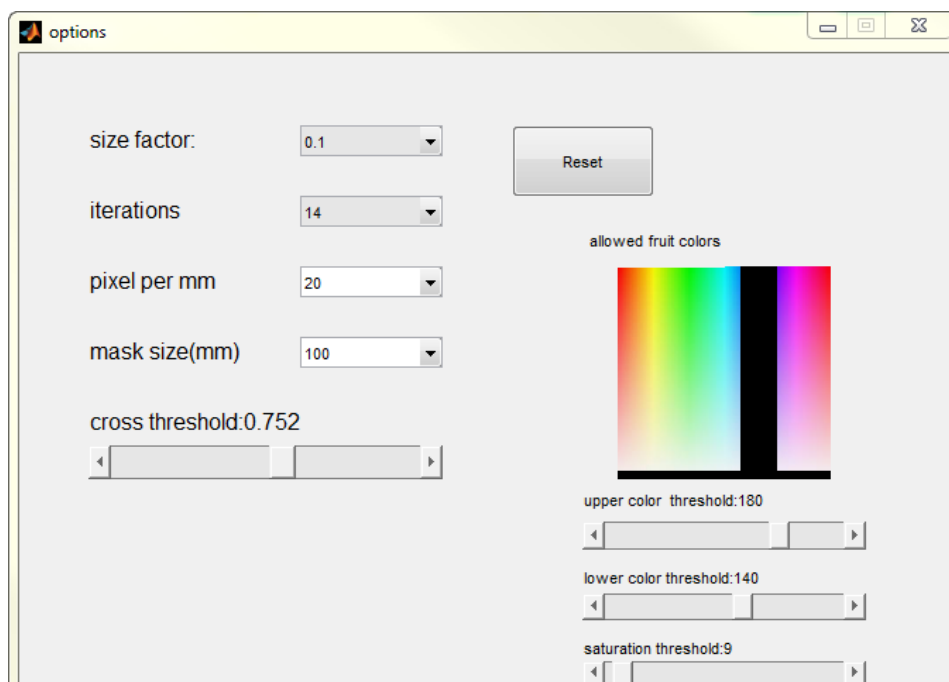 options
size factor:
0.1
Reset
iterations
14
allowed fruit colors
pixel per mm
20
mask size(mm)
100
cross threshold:0.752
upper color  threshold:180
lower color threshold:140
saturation threshold:9